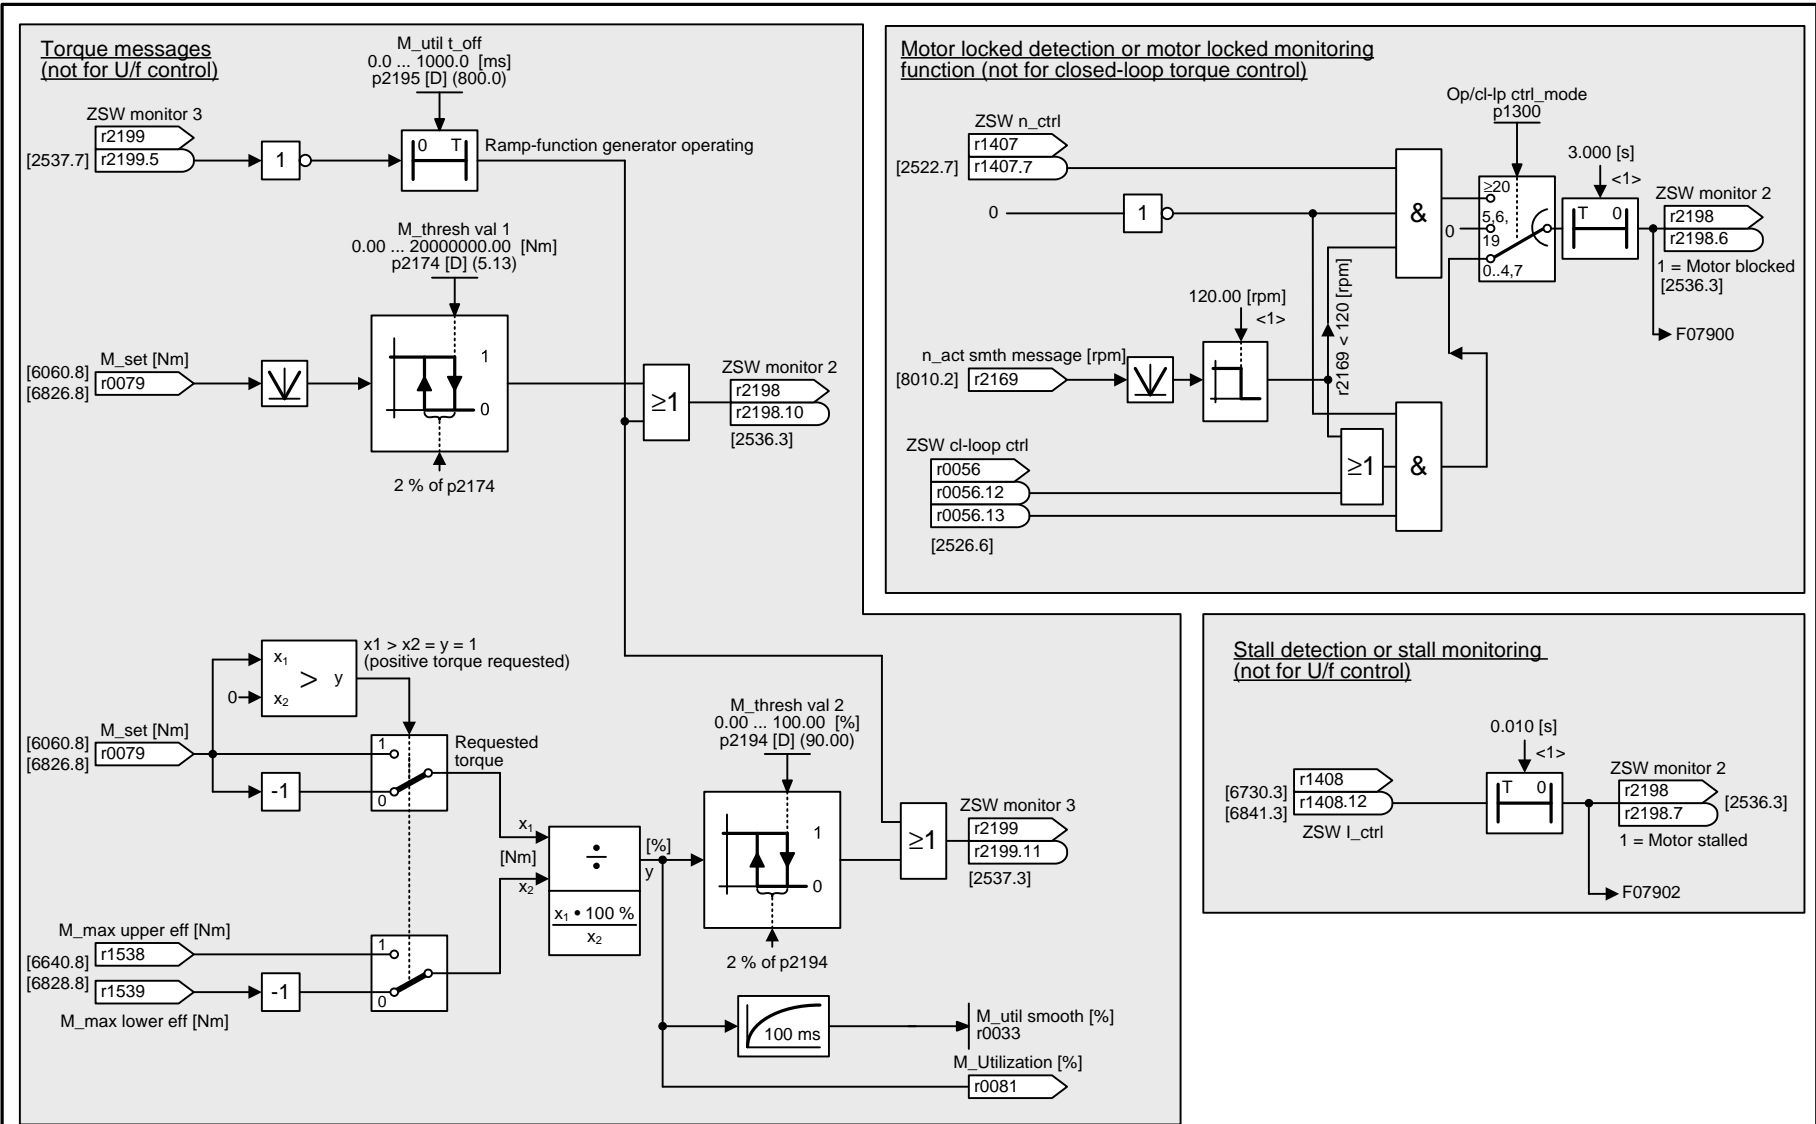 Torque messages
(not for U/f control)
M_util t_off
0.0 ... 1000.0 [ms]
p2195 [D] (800.0)
ZSW monitor 3
r2199
[2537.7]
r2199.5
1
0 T
Ramp-function generator operating
M_thresh val 1
0.00 ... 20000000.00 [Nm]
p2174 [D] (5.13)
M_set [Nm]
[6060.8]
[6826.8]
r0079
1
0
2 % of p2174
≥1
ZSW monitor 2
r2198
r2198.10
[2536.3]
x1 > x2 = y = 1
(positive torque requested)
x1
> y
0
x2
M_set [Nm]
[6060.8]
[6826.8]
r0079
-1
1
0
Requested
torque
M_max upper eff [Nm]
r1538
[6640.8]
[6828.8]
r1539
M_max lower eff [Nm]
-1
1
0
x1
[Nm]
x2
÷
x1 • 100 %
x2
[%]
y
M_thresh val 2
0.00 ... 100.00 [%]
p2194 [D] (90.00)
1
0
2 % of p2194
≥1
ZSW monitor 3
r2199
r2199.11
[2537.3]
100 ms
M_util smooth [%]
r0033
M_Utilization [%]
r0081
Motor locked detection or motor locked monitoring
function (not for closed-loop torque control)
ZSW n_ctrl
r1407
[2522.7]
r1407.7
0
1
n_act smth message [rpm]
[8010.2]
r2169
120.00 [rpm]
<1>
r2169 < 120 [rpm]
ZSW cl-loop ctrl
r0056
r0056.12
r0056.13
[2526.6]
≥1
&
&
Op/cl-lp ctrl_mode
p1300
≥20
5,6,
0
19
0..4,7
3.000 [s]
<1>
T 0
ZSW monitor 2
r2198
r2198.6
1 = Motor blocked
[2536.3]
F07900
Stall detection or stall monitoring
(not for U/f control)
0.010 [s]
<1>
[6730.3]
[6841.3]
r1408
r1408.12
ZSW I_ctrl
T 0
ZSW monitor 2
r2198
r2198.7
[2536.3]
1 = Motor stalled
F07902